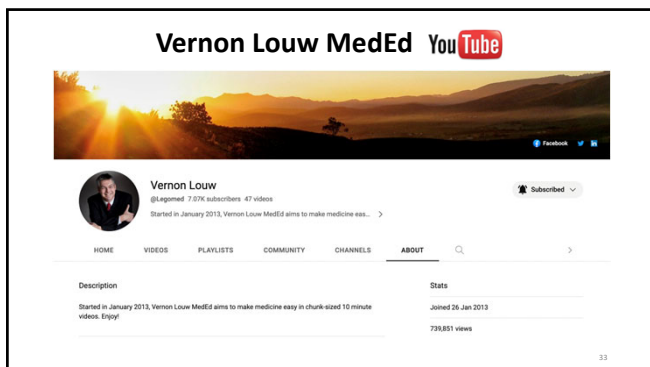 Vernon Louw MedEd YouTube
Facebook
Vernon Louw
@Legomed 7.07K subscribers 47 videos
Started in January 2013, Vernon Louw MedEd aims to make medicine eas...
Subscribed
HOME VIDEOS PLAYLISTS COMMUNITY CHANNELS ABOUT
Description
Stats
Started in January 2013, Vernon Louw MedEd aims to make medicine easy in chunk-sized 10 minute
videos. Enjoy!
Joined 26 Jan 2013
739,851 views
33